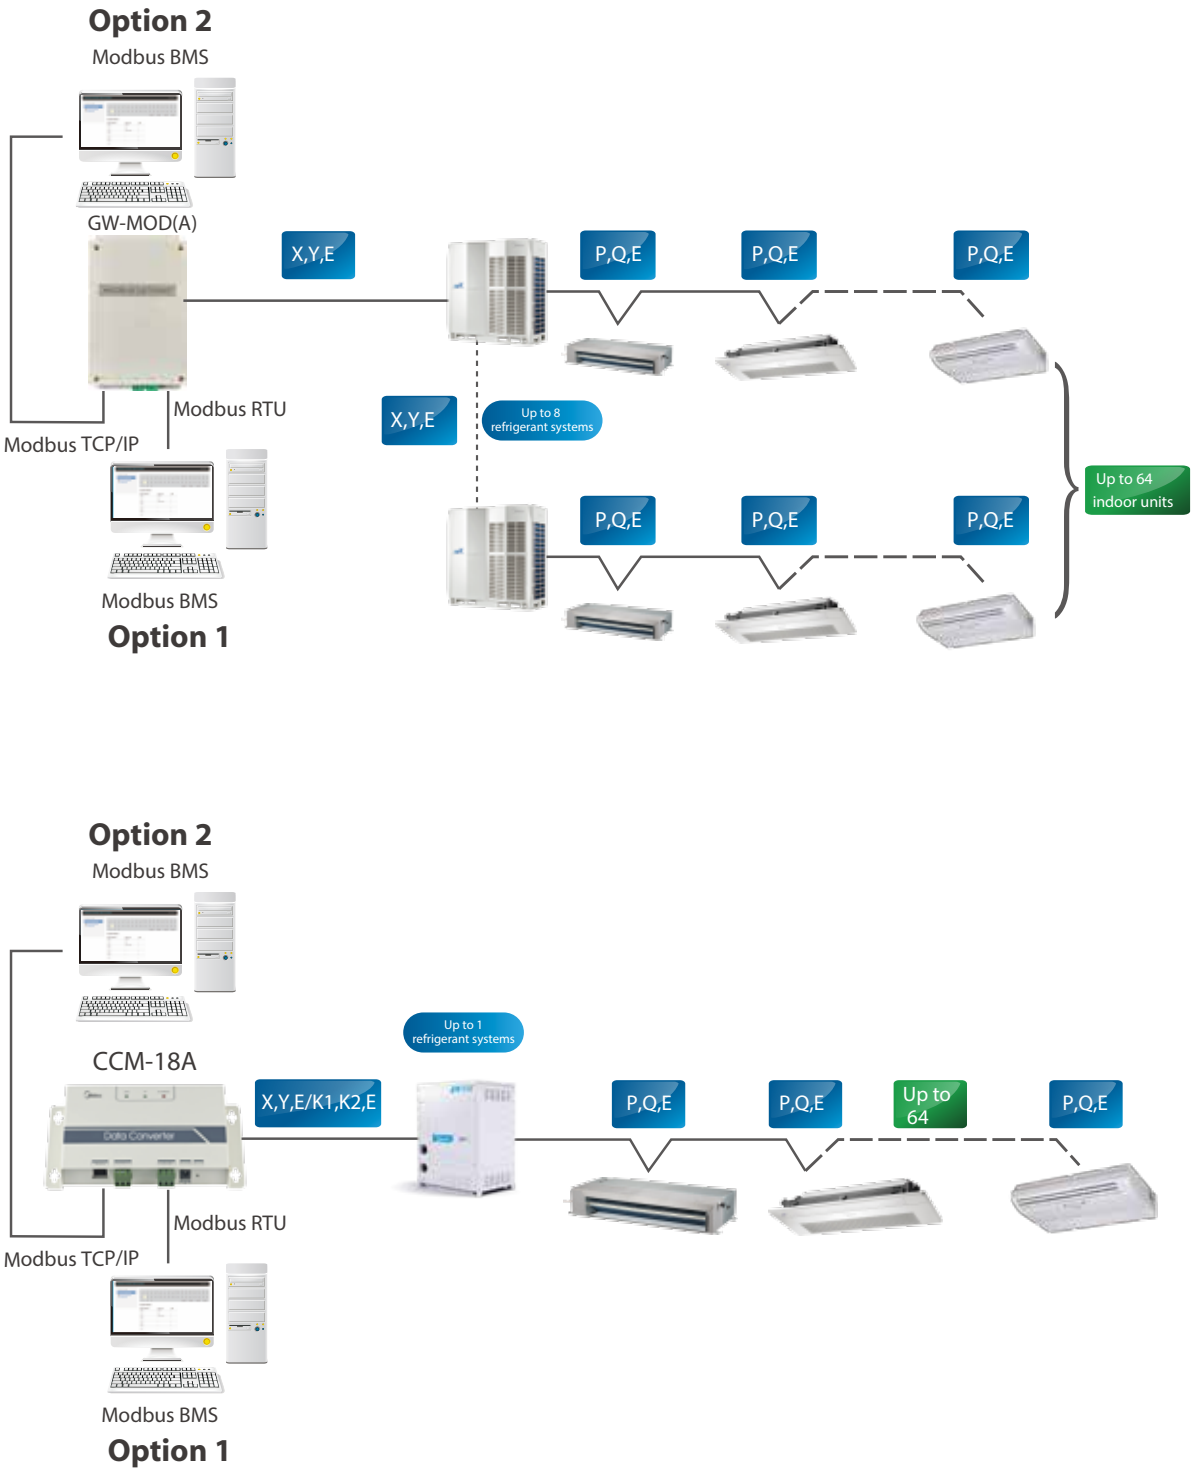 Option 2
Modbus BMS
GW-MOD(A)
X,Y,E
P,Q,E
P,Q,E
P,Q,E
Modbus RTU
Modbus TCP/IP
X,Y,E
Up to 8
refrigerant systems
Up to 64
indoor units
P,Q,E
P,Q,E
P,Q,E
Modbus BMS
Option 1
Option 2
Modbus BMS
Up to 1
refrigerant systems
CCM-18A
X,Y,E/K1,K2,E
P,Q,E
P,Q,E
Up to
64
P,Q,E
Data Converter
Modbus RTU
Modbus TCP/IP
Modbus BMS
Option 1